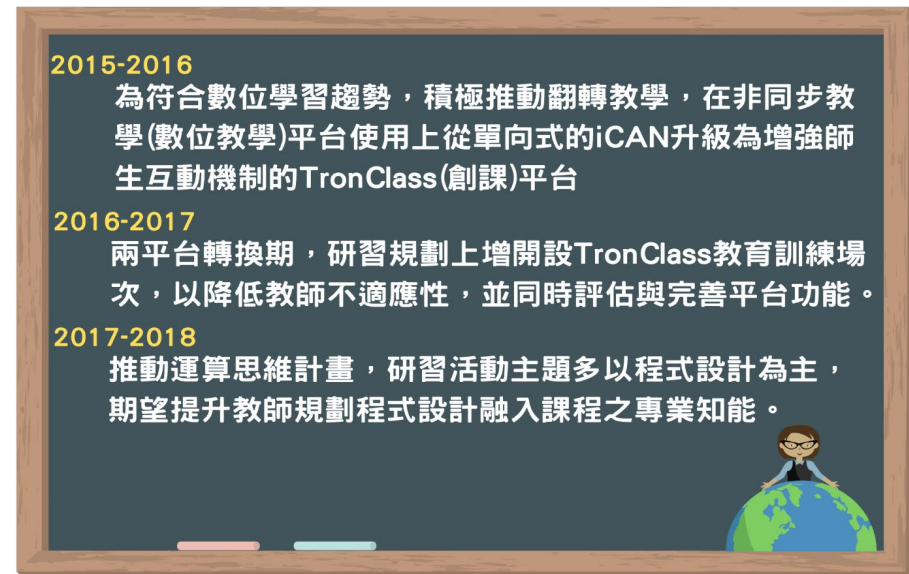 2015-2016
為符合數位學習趨勢，積極推動翻轉教學，在非同步教
學(數位教學)平台使用上從單向式的iCAN升級為增強師
生互動機制的TronClass(創課)平台
2016-2017
兩平台轉換期，研習規劃上增開設TronClass教育訓練場
次，以降低教師不適應性，並同時評估與完善平台功能。
2017-2018
推動運算思維計畫，研習活動主題多以程式設計為主，
期望提升教師規劃程式設計融入課程之專業知能。